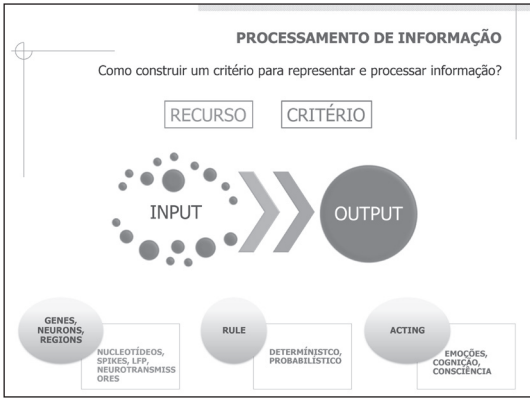 PROCESSAMENTO DE INFORMAÇÃO
Como construir um critério para representar e processar informação?
RECURSO
CRITÉRIO
INPUT
OUTPUT
GENES,
NEURONS,
REGIONS
NUCLEOTÍDEOS,
SPIKES, LFP,
NEUROTRANSMISS
ORES
RULE
DETERMÍNISTCO,
PROBABILÍSTICO
ACTING
EMOÇÕES,
COGNIÇÃO,
CONSCIÊNCIA